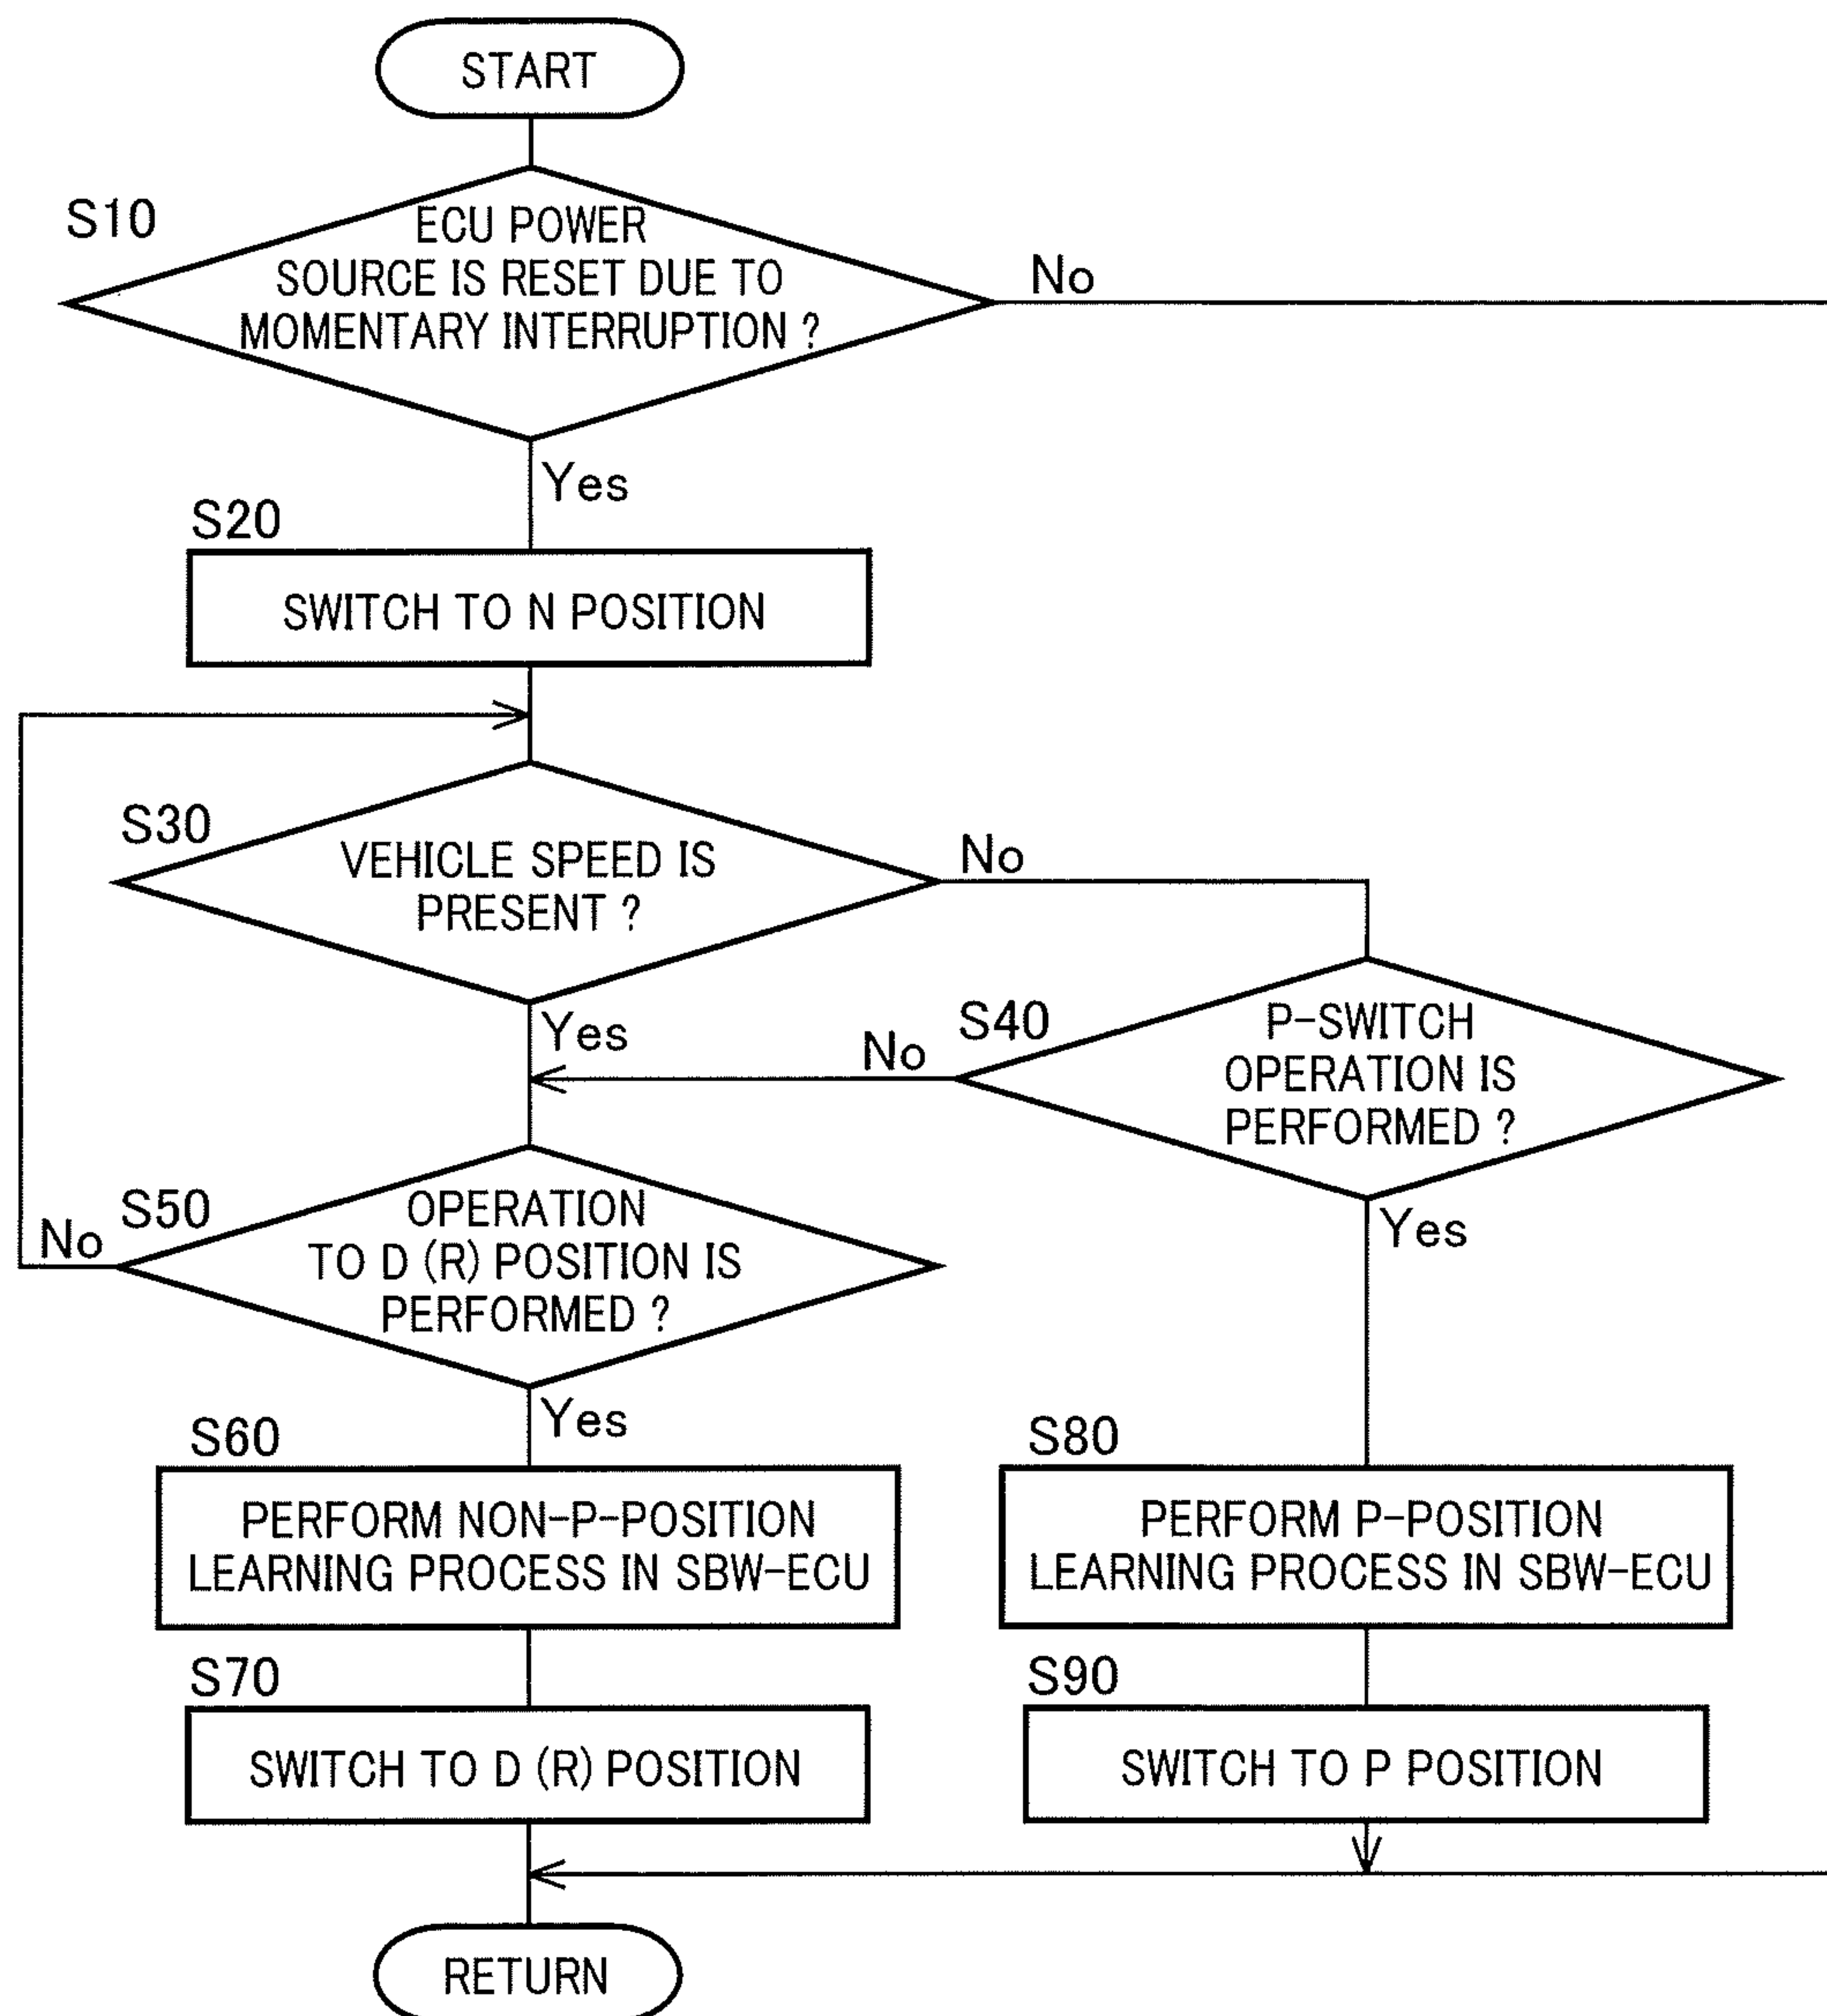 START
S10
ECU POWER
SOURCE IS RESET DUE TO
MOMENTARY INTERRUPTION ?
No
Yes
S20
SWITCH TO N POSITION
S30
VEHICLE SPEED IS
PRESENT ?
No
Yes
S40
P-SWITCH
OPERATION IS
PERFORMED ?
No
Yes
S50
OPERATION
TO D (R) POSITION IS
PERFORMED ?
No
Yes
S60
PERFORM NON-P-POSITION
LEARNING PROCESS IN SBW-ECU
S80
PERFORM P-POSITION
LEARNING PROCESS IN SBW-ECU
S70
SWITCH TO D (R) POSITION
S90
SWITCH TO P POSITION
RETURN